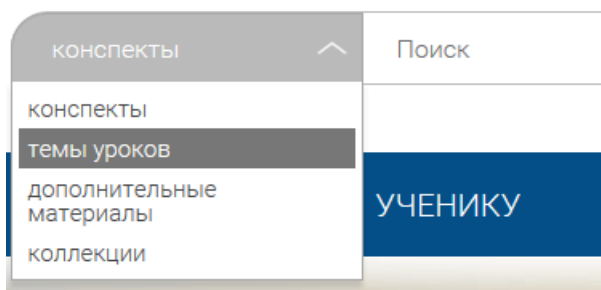 конспекты
Поиск
конспекты
темы уроков
дополнительные
материалы
коллекции
УЧЕНИКУ